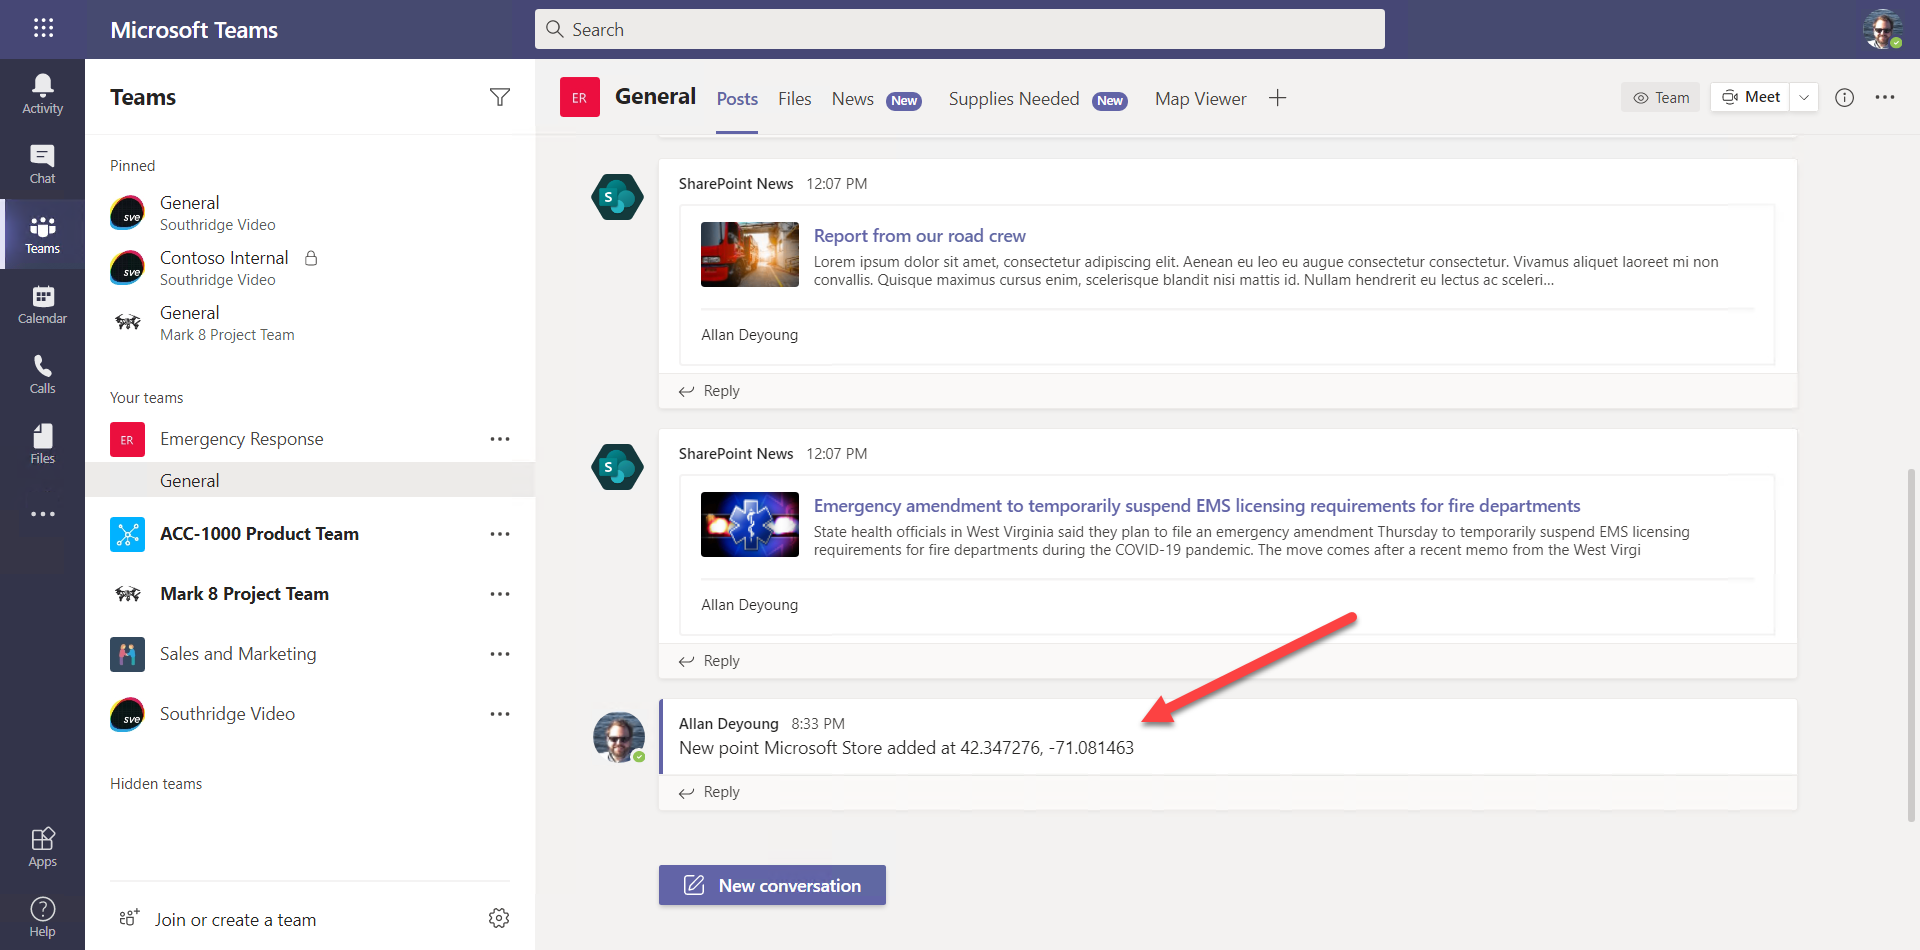 Microsoft Teams
Search
Activity
Chat
Teams
Calendar
Calls
Files
Apps
Help
Teams
Pinned
sve
General
Southridge Video
sve
Contoso Internal
Southridge Video
General
Mark 8 Project Team
Your teams
ER
Emergency Response
General
ACC-1000 Product Team
Mark 8 Project Team
Sales and Marketing
sve
Southridge Video
Hidden teams
Join or create a team
ER
General
Posts
Files
News
New
Supplies Needed
New
Map Viewer
Team
Meet
S
SharePoint News 12:07 PM
Report from our road crew
Lorem ipsum dolor sit amet, consectetur adipiscing elit. Aenean eu leo eu augue consectetur consectetur. Vivamus aliquet laoreet mi non
convallis. Quisque maximus cursus enim, scelerisque blandit nisi mattis id. Nullam hendrerit eu lectus ac sceleri...
Allan Deyoung
Reply
S
SharePoint News 12:07 PM
Emergency amendment to temporarily suspend EMS licensing requirements for fire departments
State health officials in West Virginia said they plan to file an emergency amendment Thursday to temporarily suspend EMS licensing
requirements for fire departments during the COVID-19 pandemic. The move comes after a recent memo from the West Virgi
Allan Deyoung
Reply
Allan Deyoung 8:33 PM
New point Microsoft Store added at 42.347276, -71.081463
Reply
New conversation